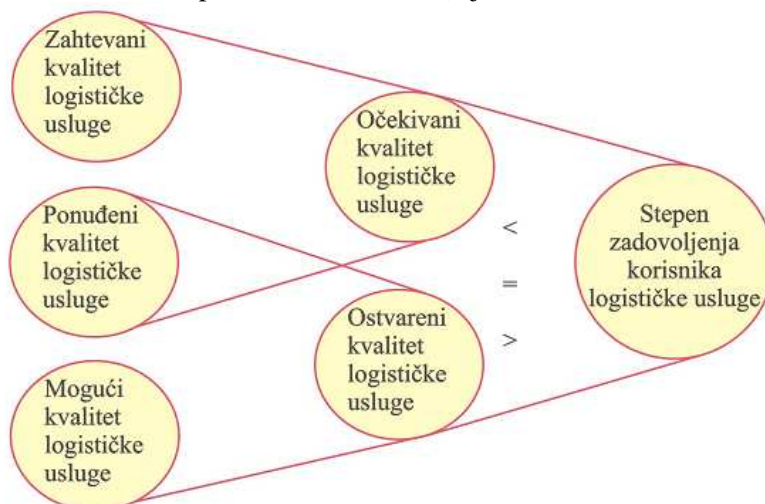 Zahtevani
kvalitet
logističke
usluge
Očekivani
kvalitet
logističke
usluge
Ponuđeni
kvalitet
logističke
usluge
<
=
>
Stepen
zadovoljenja
korisnika
logističke usluge
Ostvareni
kvalitet
logističke
usluge
Mogući
kvalitet
logističke
usluge